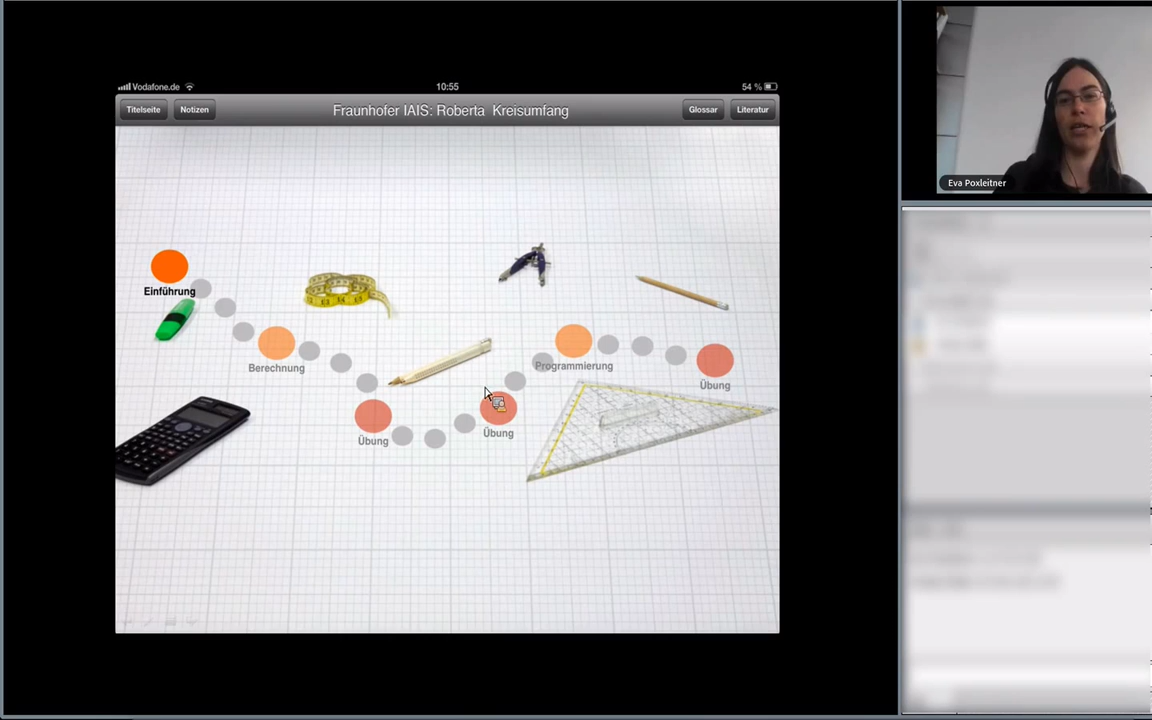 Vodafone.de
10:55
54 %
Titelseite
Notizen
Fraunhofer IAIS: Roberta Kreisumfang
Glossar
Literatur
Eva Poxleitner
Einführung
Berechnung
Programmierung
Übung
Übung
Übung